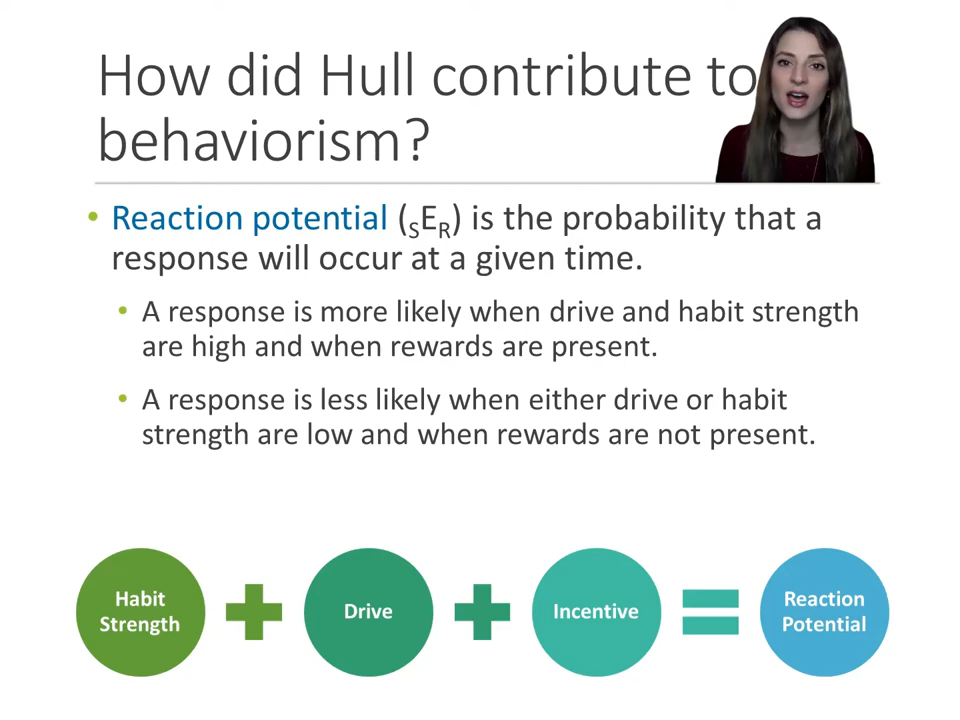 How did Hull contribute to
behaviorism?
• Reaction potential (SER) is the probability that a
response will occur at a given time.
• A response is more likely when drive and habit strength
are high and when rewards are present.
• A response is less likely when either drive or habit
strength are low and when rewards are not present.
Habit
Strength
+
Drive
+
Incentive
=
Reaction
Potential